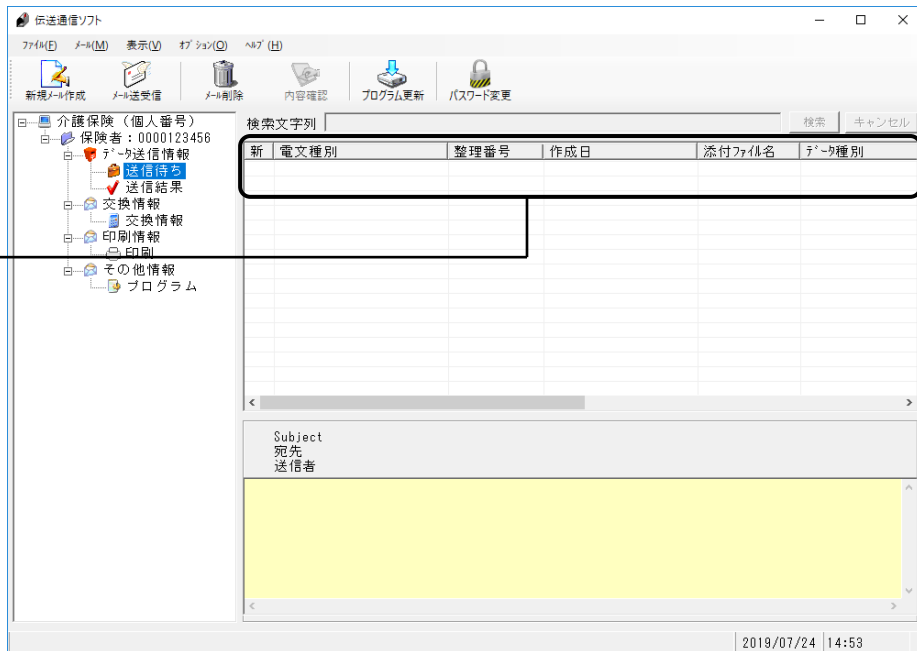 伝送通信ソフト
ﾌｧｲﾙ(F) ﾒｰﾙ(M) 表示(V) ｵﾌﾟｼｮﾝ(O) ﾍﾙﾌﾟ(H)
新規ﾒｰﾙ作成 ﾒｰﾙ送受信 ﾒｰﾙ削除 内容確認 ﾌﾟﾛｸﾞﾗﾑ更新 ﾊﾟｽﾜｰﾄﾞ変更
介護保険（個人番号）
保険者：0000123456
ﾃﾞｰﾀ送信情報
送信待ち
送信結果
交換情報
交換情報
印刷情報
印刷
その他情報
プログラム
検索文字列 検索 キャンセル
新 電文種別 整理番号 作成日 添付ﾌｧｲﾙ名 ﾃﾞｰﾀ種別
Subject
宛先
送信者
2019/07/24 14:53